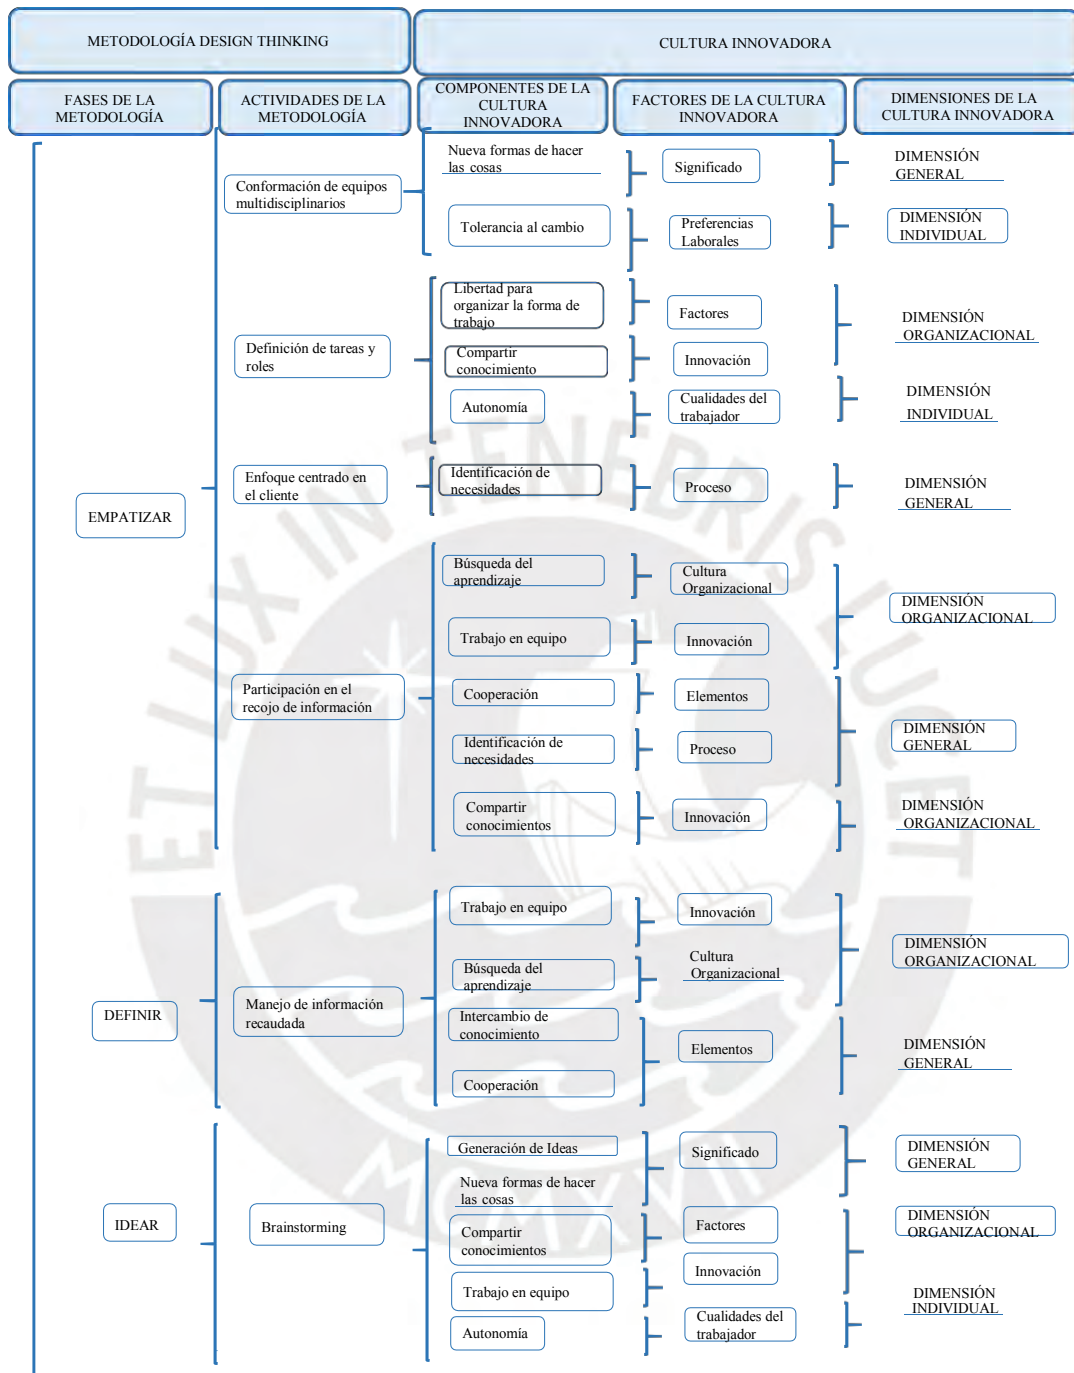 METODOLOGÍA DESIGN THINKING
CULTURA INNOVADORA
FASES DE LA
METODOLOGÍA
ACTIVIDADES DE LA
METODOLOGÍA
COMPONENTES DE LA
CULTURA
INNOVADORA
FACTORES DE LA CULTURA
INNOVADORA
DIMENSIONES DE LA
CULTURA INNOVADORA
EMPATIZAR
Conformación de equipos
multidisciplinarios
Nueva formas de hacer
las cosas
Significado
DIMENSIÓN
GENERAL
Tolerancia al cambio
Preferencias
Laborales
DIMENSIÓN
INDIVIDUAL
Definición de tareas y
roles
Libertad para
organizar la forma de
trabajo
Factores
DIMENSIÓN
ORGANIZACIONAL
Compartir
conocimiento
Innovación
Autonomía
Cualidades del
trabajador
DIMENSIÓN
INDIVIDUAL
Enfoque centrado en
el cliente
Identificación de
necesidades
Proceso
DIMENSIÓN
GENERAL
Participación en el
recojo de información
Búsqueda del
aprendizaje
Cultura
Organizacional
DIMENSIÓN
ORGANIZACIONAL
Trabajo en equipo
Innovación
Cooperación
Elementos
DIMENSIÓN
GENERAL
Identificación de
necesidades
Proceso
Compartir
conocimientos
Innovación
DIMENSIÓN
ORGANIZACIONAL
DEFINIR
Manejo de información
recaudada
Trabajo en equipo
Innovación
DIMENSIÓN
ORGANIZACIONAL
Búsqueda del
aprendizaje
Cultura
Organizacional
Intercambio de
conocimiento
Elementos
DIMENSIÓN
GENERAL
Cooperación
IDEAR
Brainstorming
Generación de Ideas
Significado
DIMENSIÓN
GENERAL
Nueva formas de hacer
las cosas
Compartir
conocimientos
Factores
DIMENSIÓN
ORGANIZACIONAL
Trabajo en equipo
Innovación
DIMENSIÓN
INDIVIDUAL
Autonomía
Cualidades del
trabajador
ET LUX IN TENEBRIS LUCET
MCMXVII